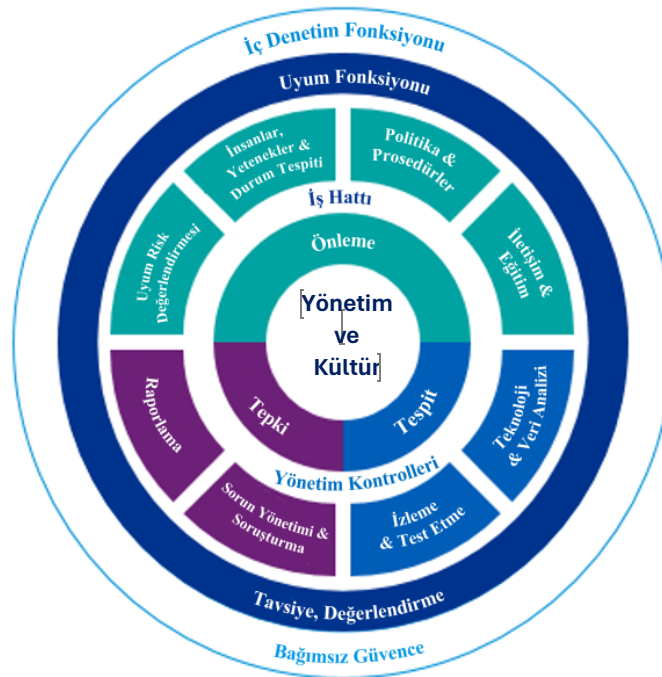 İç Denetim Fonksiyonu
Uyum Fonksiyonu
İnsanlar,
Yetenekler &
Durum Tespiti
Politika &
Prosedürler
İş Hattı
Önleme
Uyum Risk
Değerlendirmesi
İletişim &
Eğitim
Yönetim
ve
Kültür
Raporlama
Tepki
Tespit
Teknoloji
& Veri Analizi
Yönetim Kontrolleri
Sorun Yönetimi &
Soruşturma
İzleme
& Test Etme
Tavsiye, Değerlendirme
Bağımsız Güvence